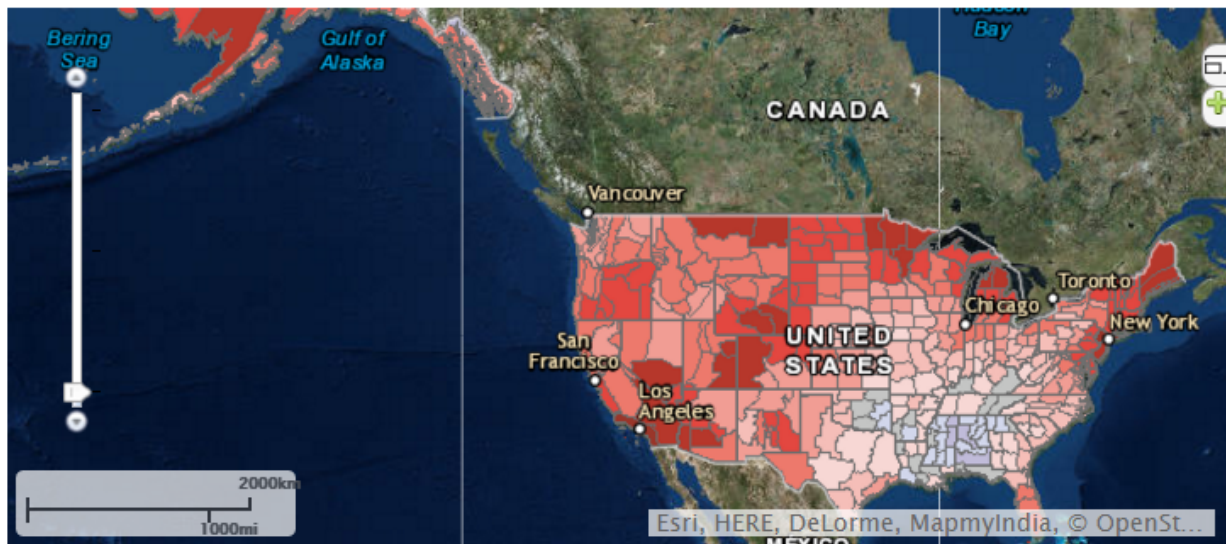 Hudson
Bay
Bering
Sea
Gulf of
Alaska
CANADA
Vancouver
Toronto
Chicago
New York
UNITED
STATES
San
Francisco
Los
Angeles
2000km
1000mi
Esri, HERE, DeLorme, MapmyIndia, © OpenSt...
MÉXICO